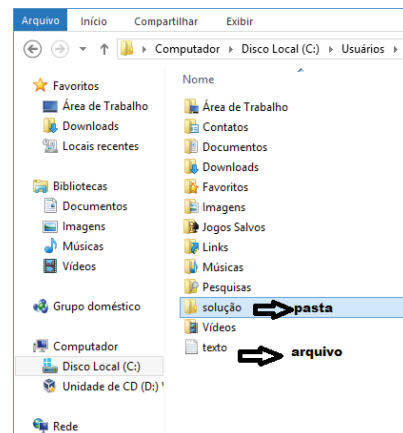 Arquivo Início Compartilhar Exibir
Computador Disco Local (C:) Usuários
Favoritos
Área de Trabalho
Downloads
Locais recentes
Bibliotecas
Documentos
Imagens
Músicas
Vídeos
Grupo doméstico
Computador
Disco Local (C:)
Unidade de CD (D:)
Rede
Nome
Área de Trabalho
Contatos
Documentos
Downloads
Favoritos
Imagens
Jogos Salvos
Links
Músicas
Pesquisas
solução pasta
Vídeos
texto arquivo